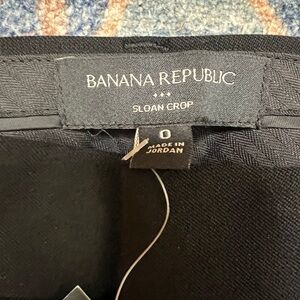 BANANA REPUBLIC
SLOAN CROP
0
MADE IN
JORDAN